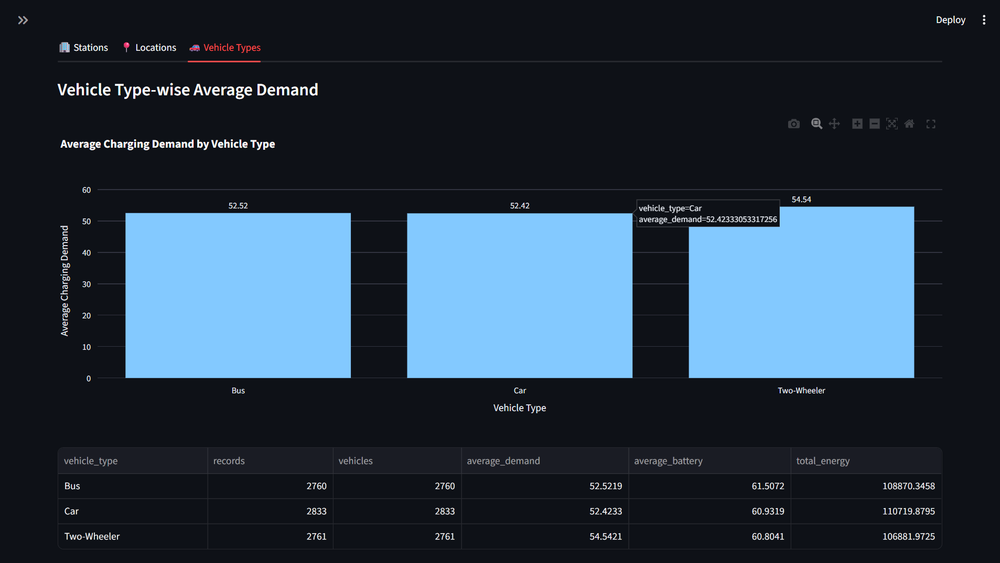 Deploy
Stations Locations Vehicle Types
Vehicle Type-wise Average Demand
Average Charging Demand by Vehicle Type
60
50
40
30
20
10
0
Average Charging Demand
52.52
52.42
54.54
vehicle_type=Car
average_demand=52.42333053317256
Bus Car Two-Wheeler
Vehicle Type
vehicle_type records vehicles average_demand average_battery total_energy
Bus 2760 2760 52.5219 61.5072 108870.3458
Car 2833 2833 52.4233 60.9319 110719.8795
Two-Wheeler 2761 2761 54.5421 60.8041 106881.9725